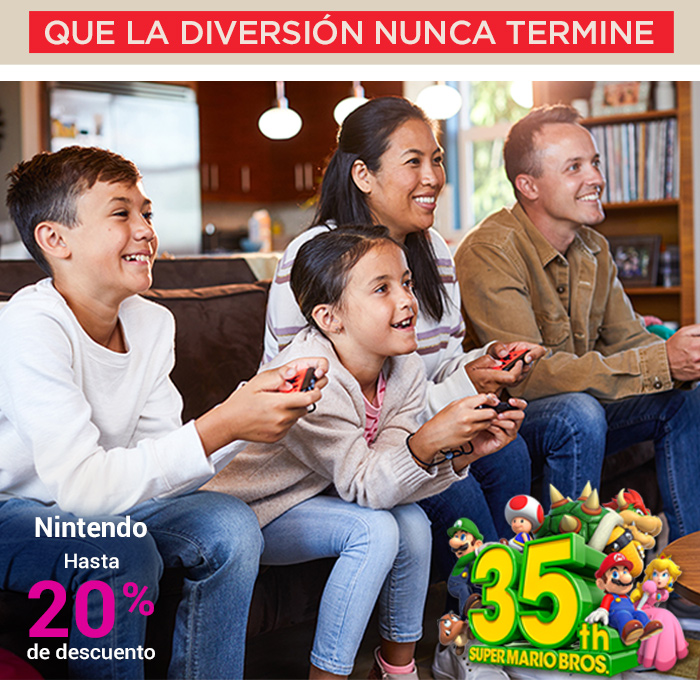 QUE LA DIVERSIÓN NUNCA TERMINE
Nintendo
Hasta
20%
de descuento
35th
SUPER MARIO BROS.